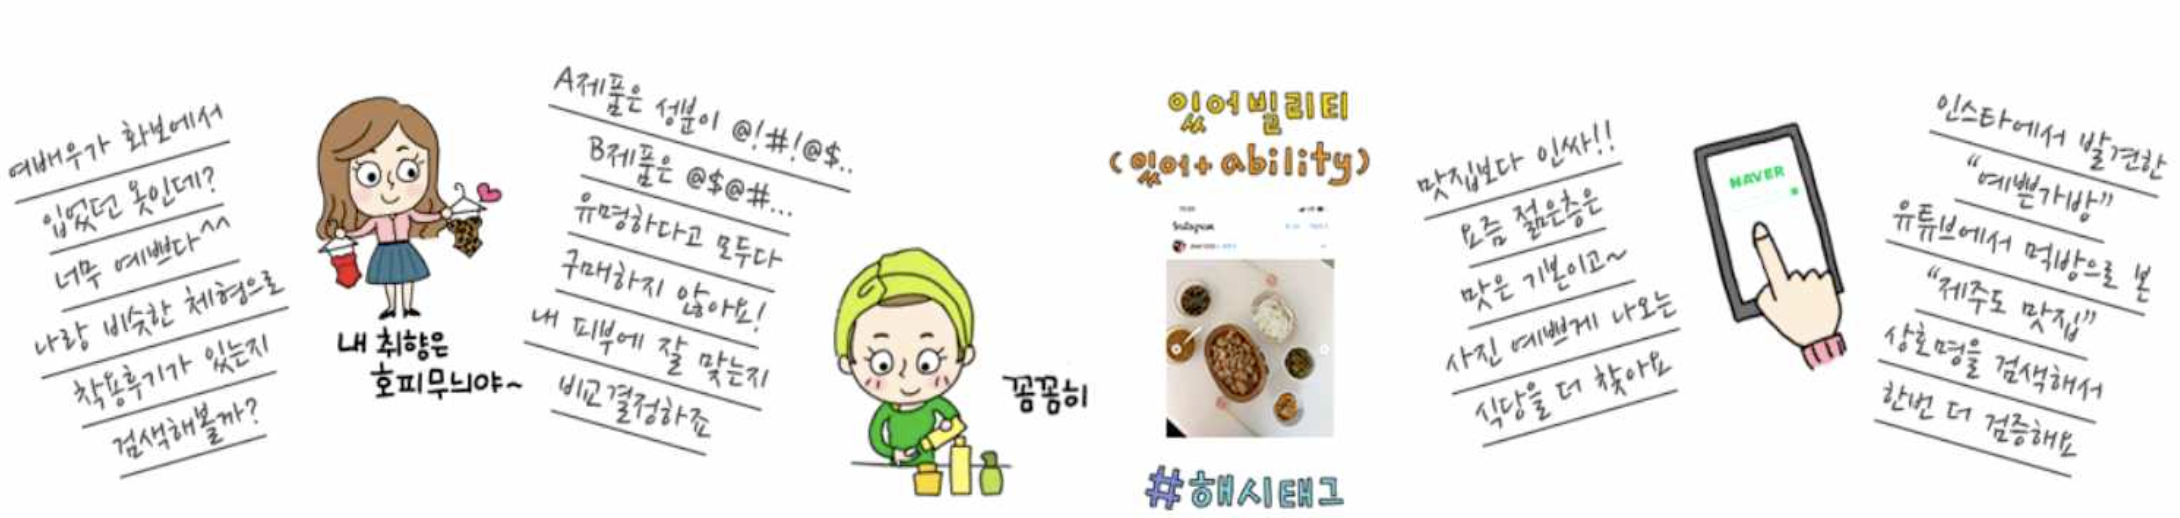 여배우가 화보에서
입었던 옷인데?
너무 예쁘다^^
나랑 비슷한 체형으로
착용후기가 있는지
검색해볼까?
내 취향은
호피무늬야~
A제품은 성분이 @!#!@$..
B제품은 @$@#...
유명하다고 모두다
구매하지 않아요!
내 피부에 잘 맞는지
비교결정하죠
꼼꼼히
있어빌리티
(있어+ability)
Instagram
#해시태그
맛집보다 인싸!!
요즘 젊은층은
맛은 기본이고~
사진 예쁘게 나오는
식당을 더 찾아요
NAVER
인스타에서 발견한
"예쁜가방"
유튜브에서 먹방으로 본
"제주도 맛집"
상호명을 검색해서
한번 더 검증해요